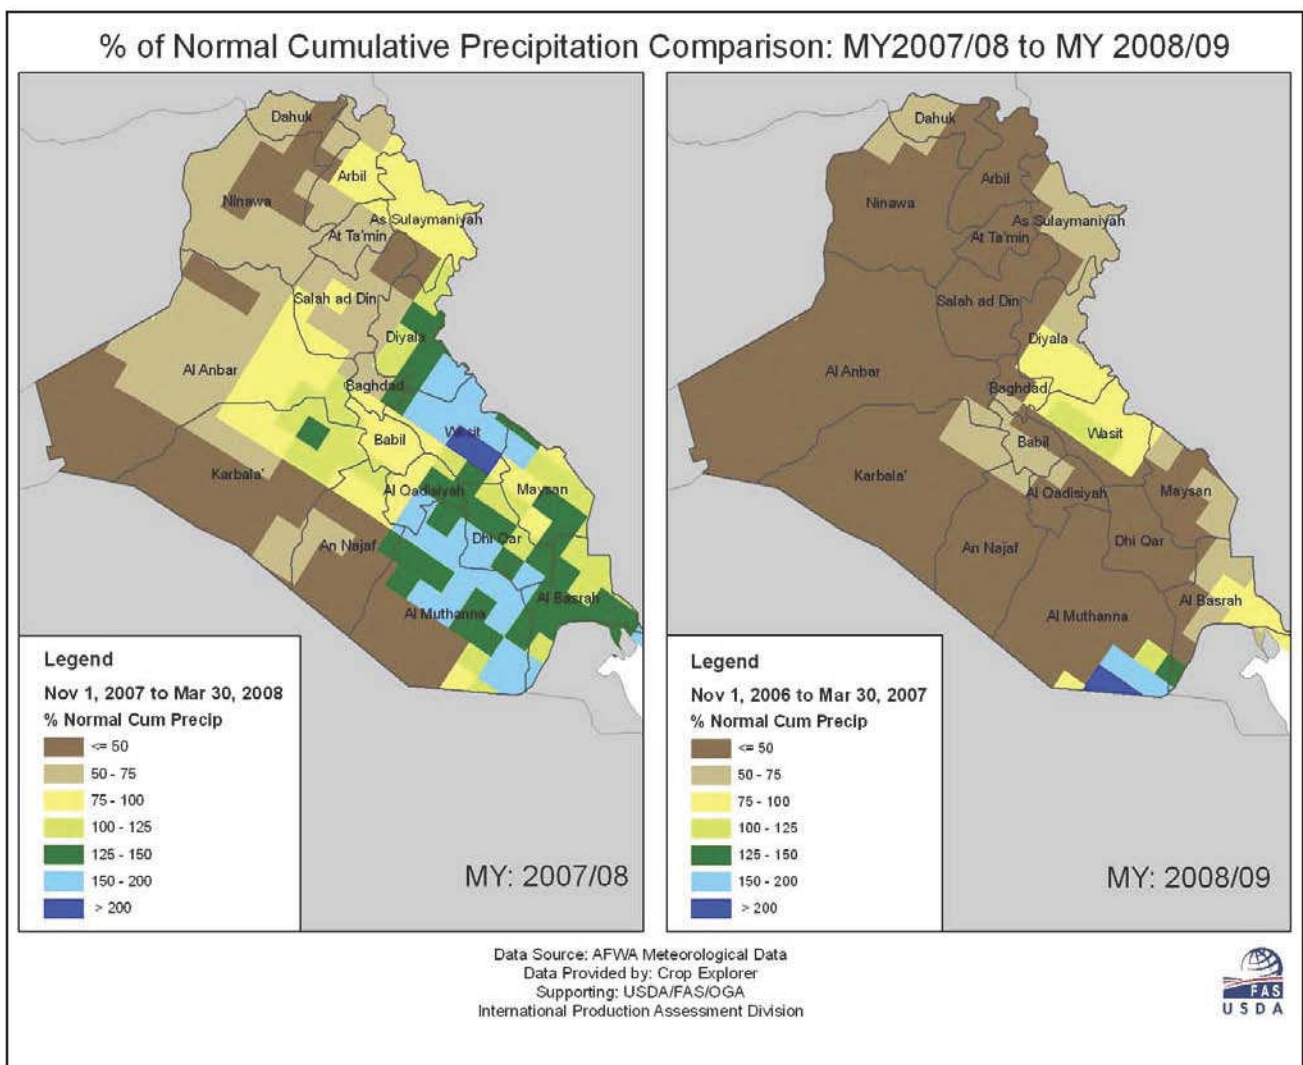 % of Normal Cumulative Precipitation Comparison: MY2007/08 to MY 2008/09
Dahuk
Arbil
Ninawa
As Sulaymaniyah
At Ta'min
Salah ad Din
Diyala
Al Anbar
Baghdad
Wasit
Babil
Karbala'
Al Qadisiyah
Maysan
An Najaf
Dhi Qar
Al Basrah
Al Muthanna
Legend
Nov 1, 2007 to Mar 30, 2008
% Normal Cum Precip
<= 50
50 - 75
75 - 100
100 - 125
125 - 150
150 - 200
> 200
MY: 2007/08
Dahuk
Arbil
Ninawa
As Sulaymaniyah
At Ta'min
Salah ad Din
Diyala
Al Anbar
Baghdad
Wasit
Babil
Karbala'
Al Qadisiyah
Maysan
An Najaf
Dhi Qar
Al Basrah
Al Muthanna
Legend
Nov 1, 2006 to Mar 30, 2007
% Normal Cum Precip
<= 50
50 - 75
75 - 100
100 - 125
125 - 150
150 - 200
> 200
MY: 2008/09
Data Source: AFWA Meteorological Data
Data Provided by: Crop Explorer
Supporting: USDA/FAS/OGA
International Production Assessment Division
FAS
USDA